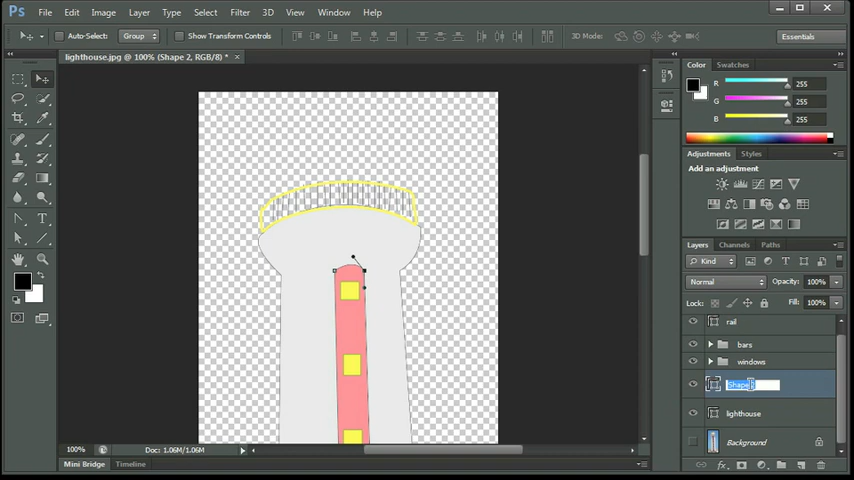 Ps File Edit Image Layer Type Select Filter 3D View Window Help
Auto-Select: Group Show Transform Controls 3D Mode: Essentials
lighthouse.jpg @ 100% (Shape 2, RGB/8) * ×
Color Swatches
R 255
G 255
B 255
Adjustments Styles
Add an adjustment
Layers Channels Paths
Kind
Normal Opacity: 100%
Lock: Fill: 100%
rail
bars
windows
Shape
lighthouse
Background
100% Doc: 1.06M/1.06M
Mini Bridge Timeline
fx
T